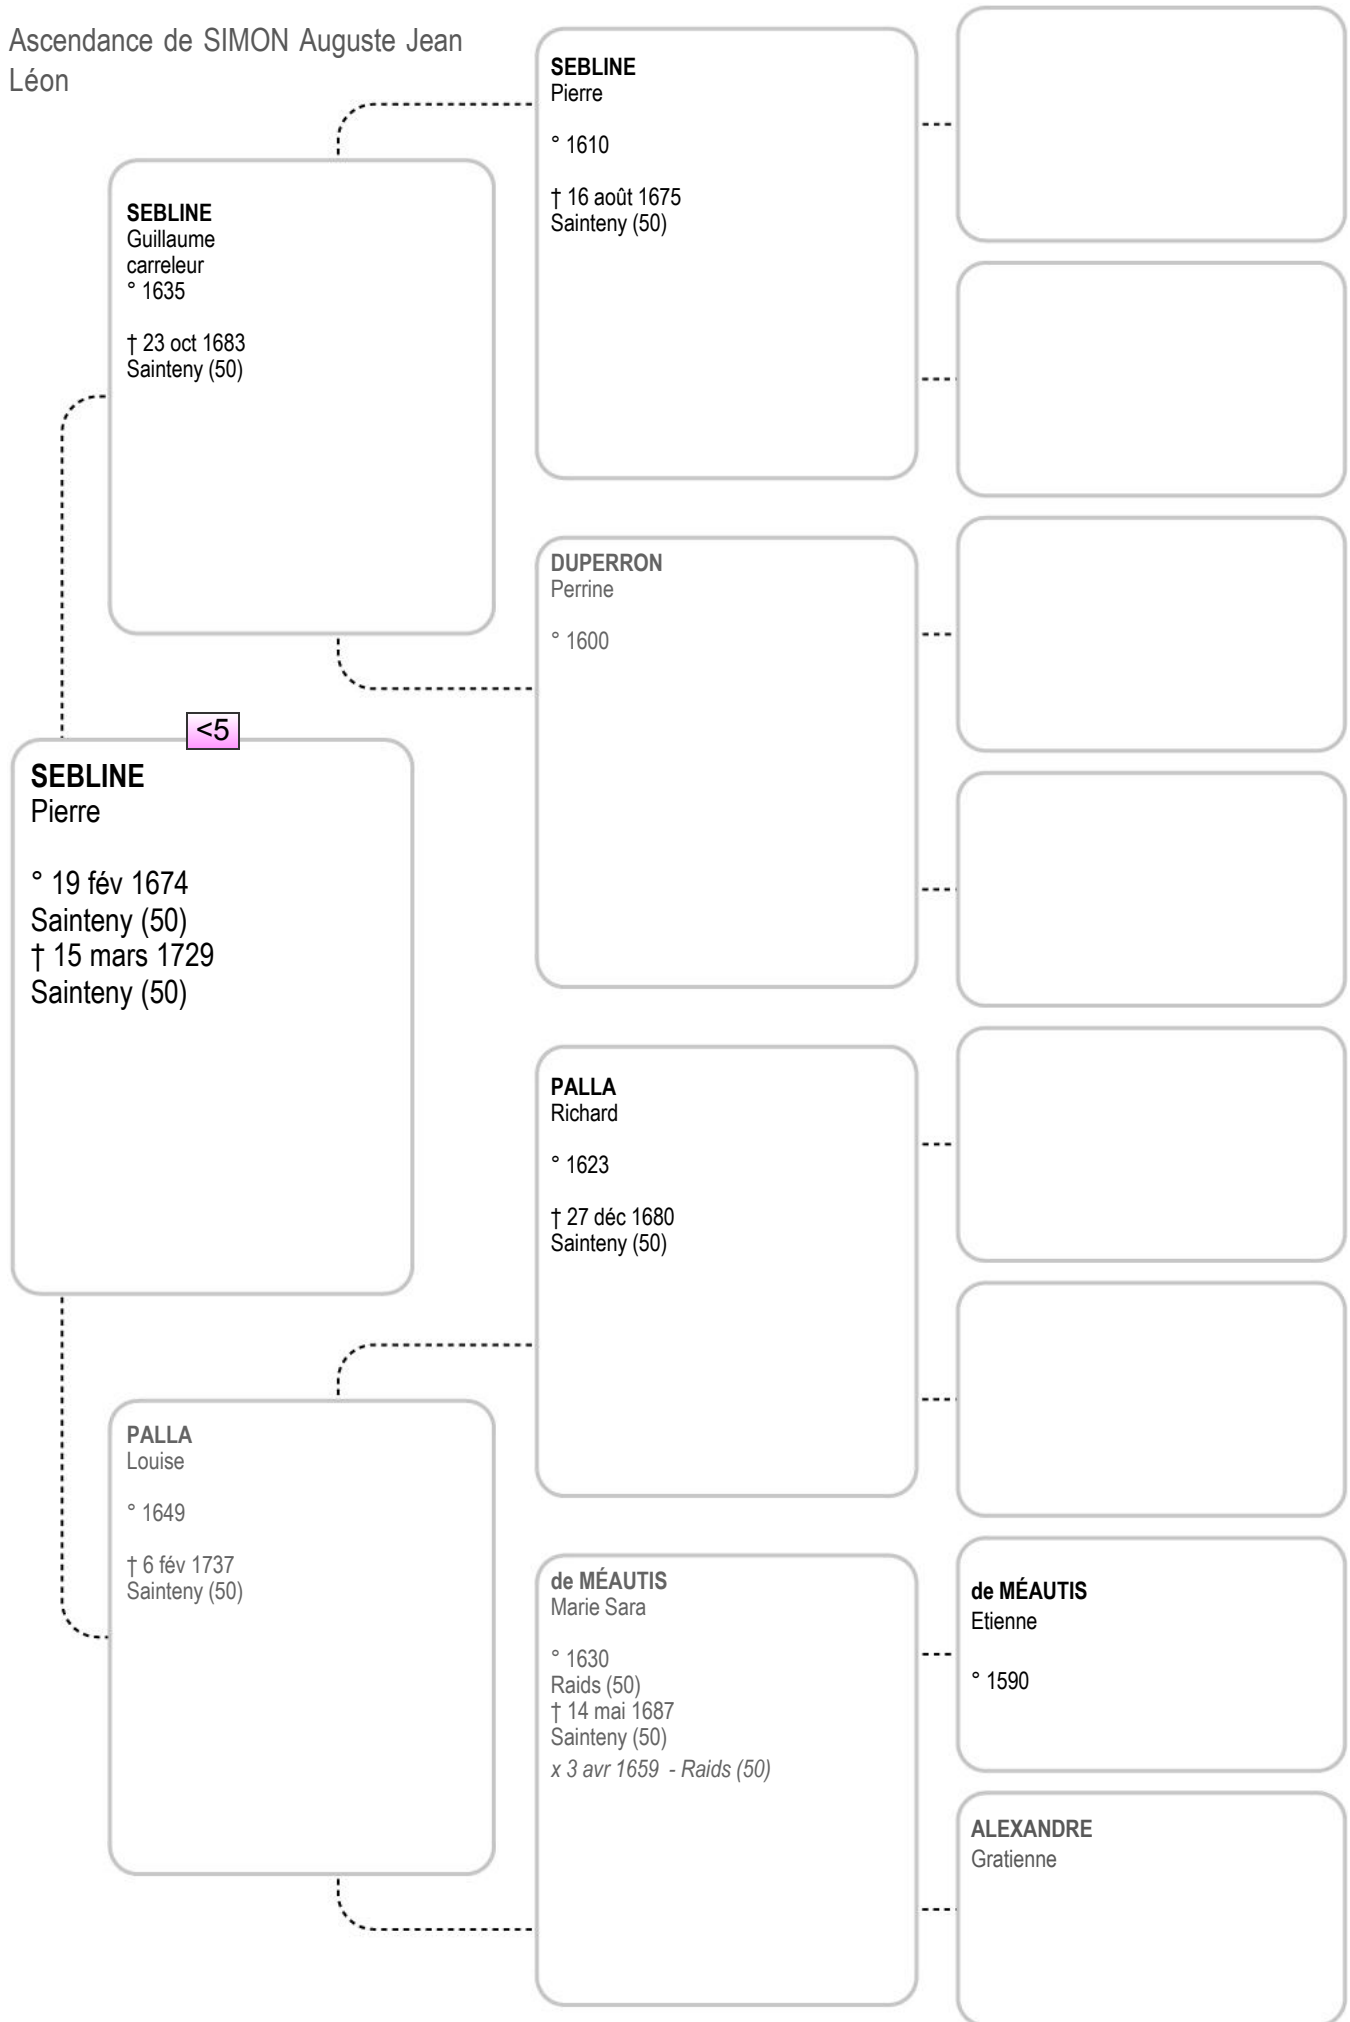 Ascendance de SIMON Auguste Jean
Léon
SEBLINE
Pierre
° 1610
† 16 août 1675
Sainteny (50)
SEBLINE
Guillaume
carreleur
° 1635
† 23 oct 1683
Sainteny (50)
DUPERRON
Perrine
° 1600
<5
SEBLINE
Pierre
° 19 fév 1674
Sainteny (50)
† 15 mars 1729
Sainteny (50)
PALLA
Richard
° 1623
† 27 déc 1680
Sainteny (50)
PALLA
Louise
° 1649
† 6 fév 1737
Sainteny (50)
de MÉAUTIS
Marie Sara
° 1630
Raids (50)
† 14 mai 1687
Sainteny (50)
x 3 avr 1659 - Raids (50)
de MÉAUTIS
Etienne
° 1590
ALEXANDRE
Gratienne